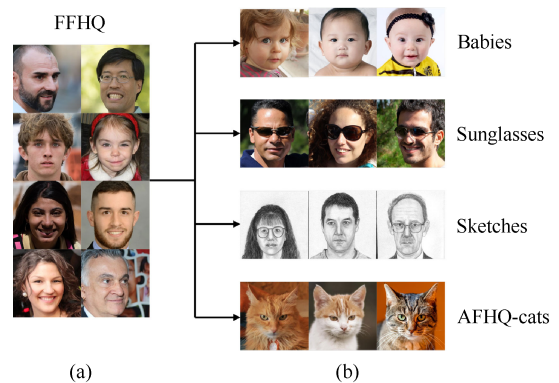 FFHQ
Babies
Sunglasses
Sketches
AFHQ-cats
(a)
(b)